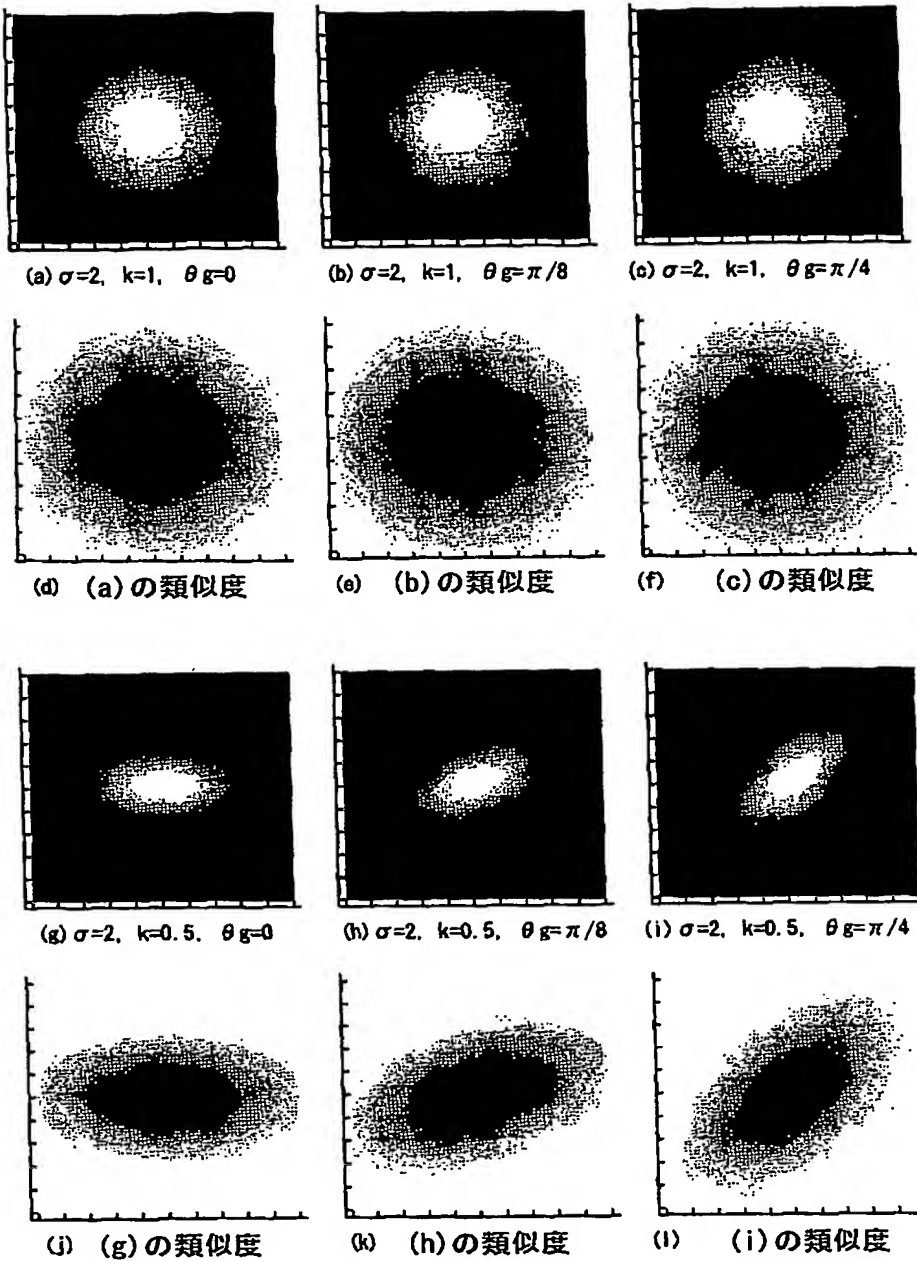 (a) σ=2, k=1, θg=0
(b) σ=2, k=1, θg=π/8
(c) σ=2, k=1, θg=π/4
(d) (a)の類似度
(e) (b)の類似度
(f) (c)の類似度
(g) σ=2, k=0.5, θg=0
(h) σ=2, k=0.5, θg=π/8
(i) σ=2, k=0.5, θg=π/4
(j) (g)の類似度
(k) (h)の類似度
(l) (i)の類似度